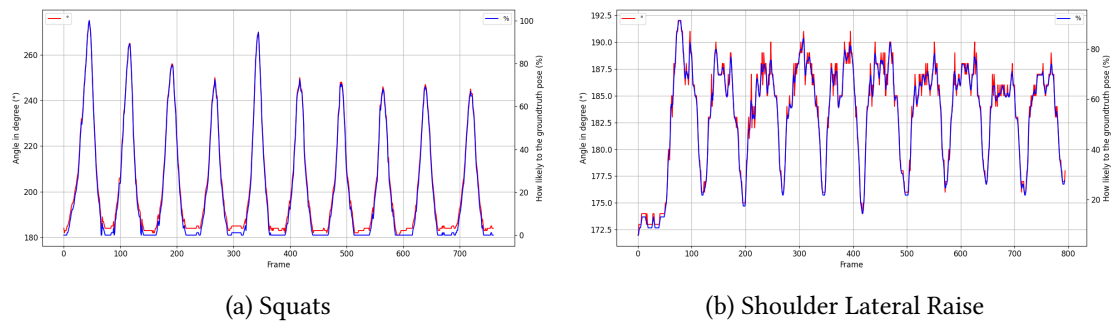 °
%
Angle in degree (°)
260
240
220
200
180
100
80
60
40
20
0
How likely to the groundtruth pose (%)
0 100 200 300 400 500 600 700
Frame
(a) Squats
°
%
Angle in degree (°)
192.5
190.0
187.5
185.0
182.5
180.0
177.5
175.0
172.5
80
60
40
20
How likely to the groundtruth pose (%)
0 100 200 300 400 500 600 700 800
Frame
(b) Shoulder Lateral Raise